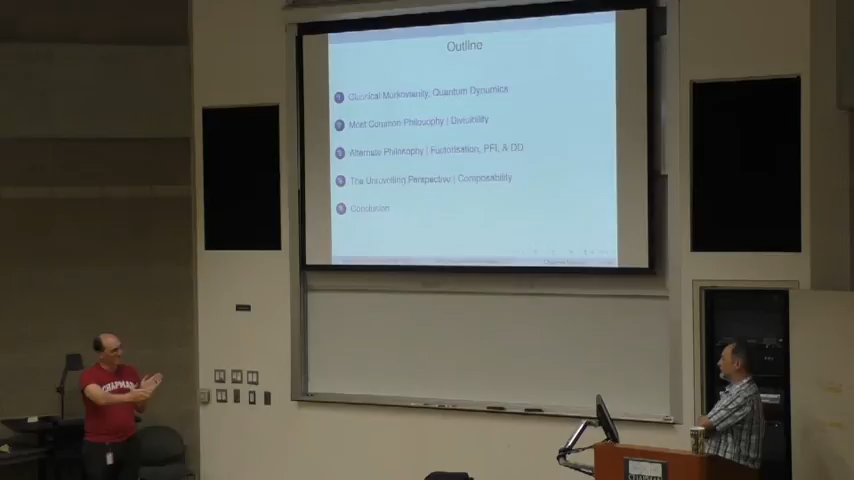 Outline
Classical Markovianity, Quantum Dynamics
Most Common Philosophy | Divisibility
Alternate Philosophy | Factorisation, PFI, & DD
The Unravelling Perspective | Composability
Conclusion
CHAPMAN